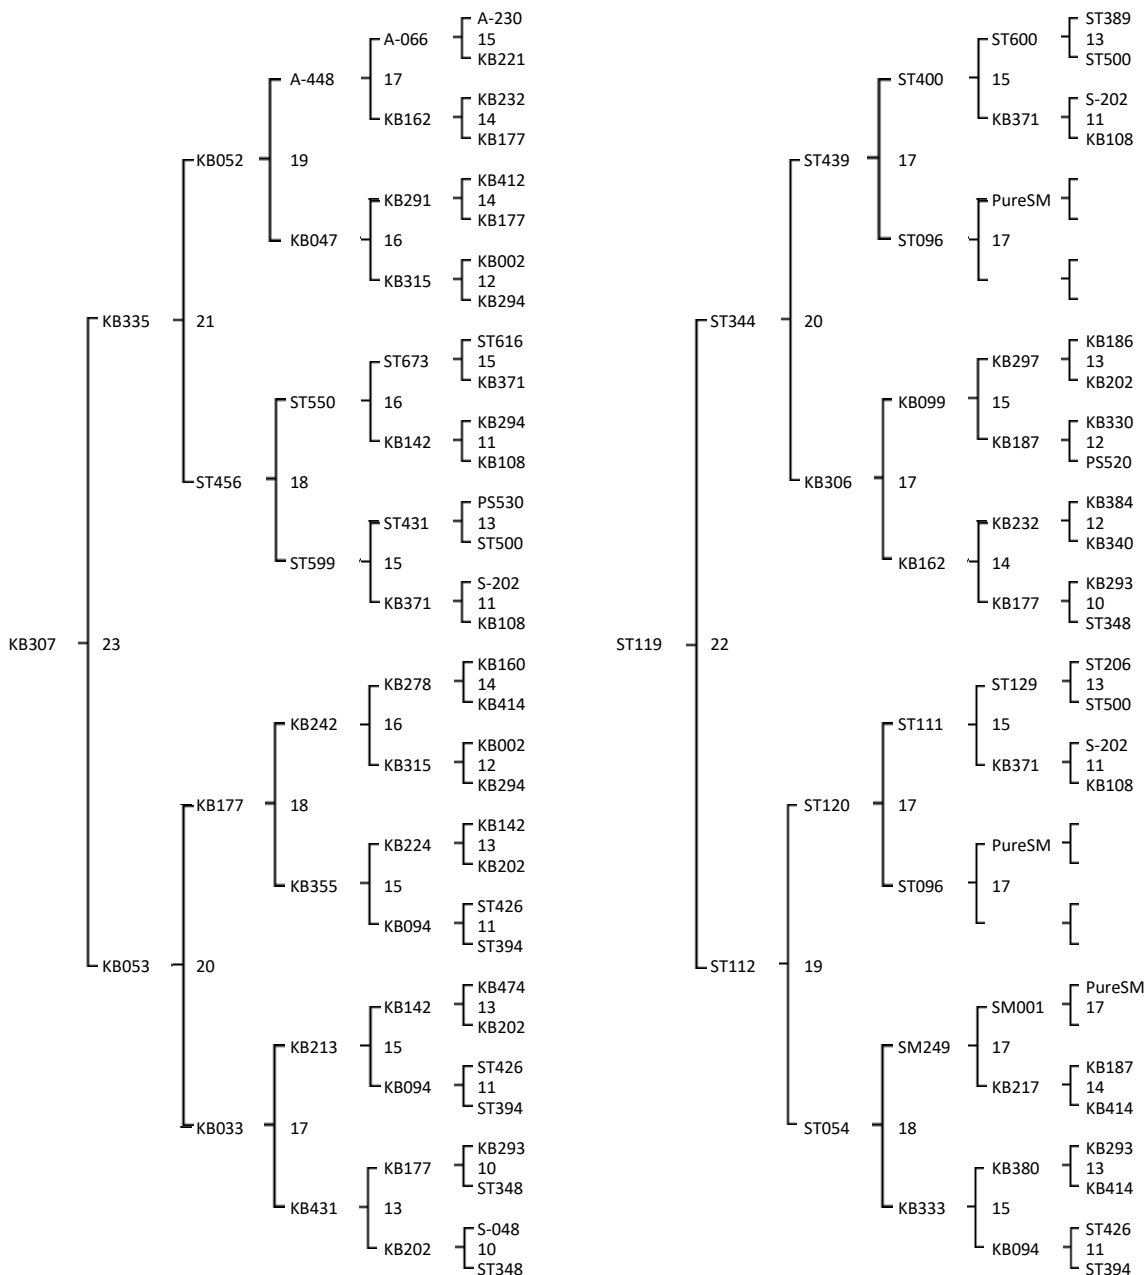 A-230 ST389
A-066 15 ST600 13
KB221 ST500
A-448 17 ST400 15
KB232 S-202
KB162 14 KB371 11
KB177 KB108
KB052 19 ST439 17
KB412
KB291 14 PureSM
KB177
KB047 16 ST096 17
KB002
KB315 12
KB294
KB335 21 ST344 20
ST616 KB186
ST673 15 KB297 13
KB371 KB202
ST550 16 KB099 15
KB294 KB330
KB142 11 KB187 12
KB108 PS520
ST456 18 KB306 17
PS530 KB384
ST431 13 KB232 12
ST500 KB340
ST599 15 KB162 14
S-202 KB293
KB371 11 KB177 10
KB108 ST348
KB307 23 ST119 22
KB160 ST206
KB278 14 ST129 13
KB414 ST500
KB242 16 ST111 15
KB002 S-202
KB315 12 KB371 11
KB294 KB108
KB177 18 ST120 17
KB142
KB224 13 PureSM
KB202
KB355 15 ST096 17
ST426
KB094 11
ST394
KB053 20 ST112 19
KB474 PureSM
KB142 13 SM001 17
KB202
KB213 15 SM249 17
ST426 KB187
KB094 11 KB217 14
ST394 KB414
KB033 17 ST054 18
KB293 KB293
KB177 10 KB380 13
ST348 KB414
KB431 13 KB333 15
S-048 ST426
KB202 10 KB094 11
ST348 ST394